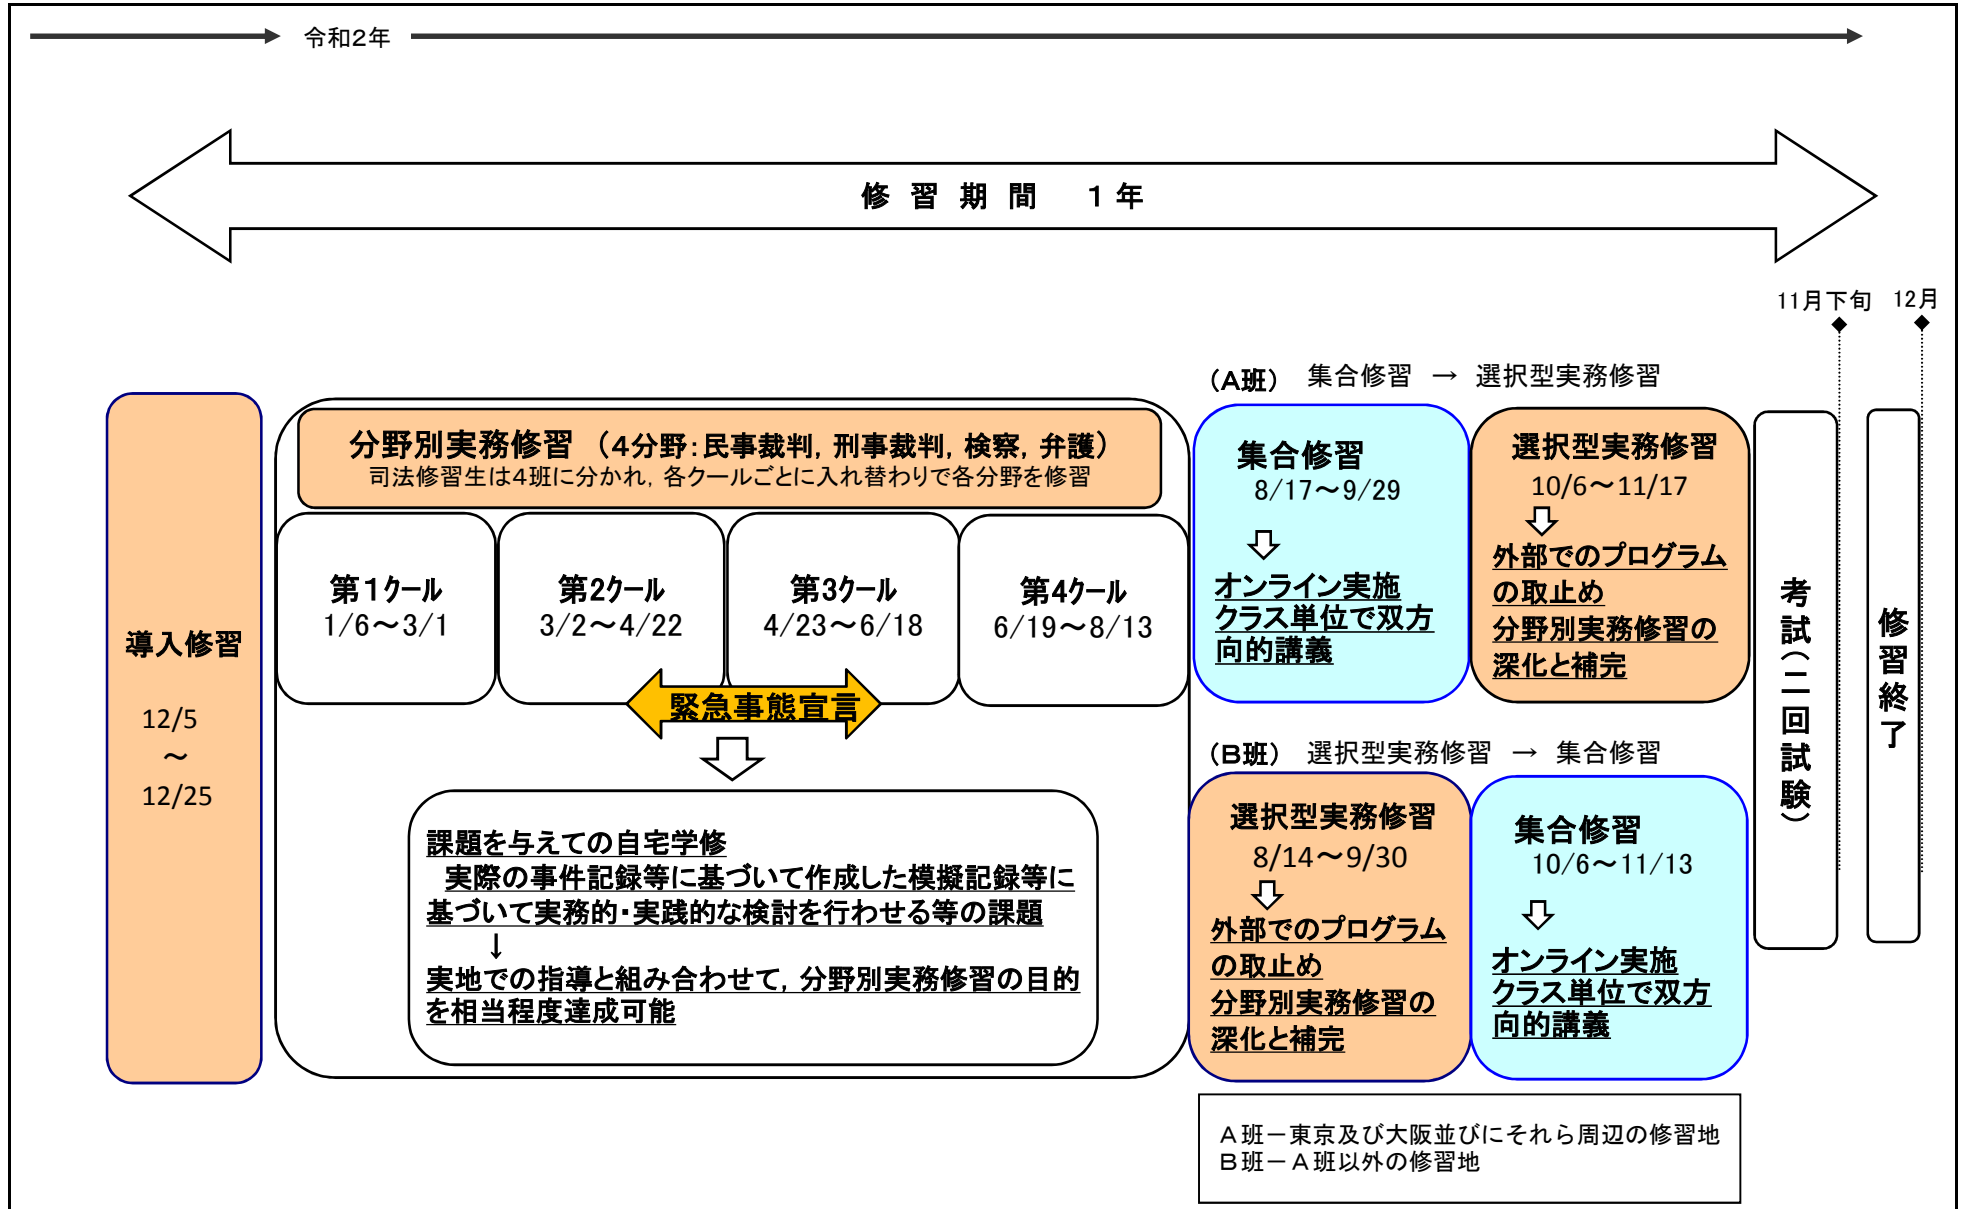 令和2年
修 習 期 間　１年
11月下旬
12月
導入修習
12/5
～
12/25
分野別実務修習 （４分野：民事裁判，刑事裁判，検察，弁護）
司法修習生は４班に分かれ，各クールごとに入れ替わりで各分野を修習
第１クール
1/6～3/1
第２クール
3/2～4/22
第３クール
4/23～6/18
第４クール
6/19～8/13
緊急事態宣言
課題を与えての自宅学修
実際の事件記録等に基づいて作成した模擬記録等に
基づいて実務的・実践的な検討を行わせる等の課題
↓
実地での指導と組み合わせて，分野別実務修習の目的
を相当程度達成可能
（Ａ班） 集合修習 → 選択型実務修習
集合修習
8/17～9/29
オンライン実施
クラス単位で双方
向的講義
選択型実務修習
10/6～11/17
外部でのプログラム
の取止め
分野別実務修習の
深化と補完
（Ｂ班） 選択型実務修習 → 集合修習
選択型実務修習
8/14～9/30
外部でのプログラム
の取止め
分野別実務修習の
深化と補完
集合修習
10/6～11/13
オンライン実施
クラス単位で双方
向的講義
考試（二回試験）
修習終了
Ａ班－東京及び大阪並びにそれら周辺の修習地
Ｂ班－Ａ班以外の修習地